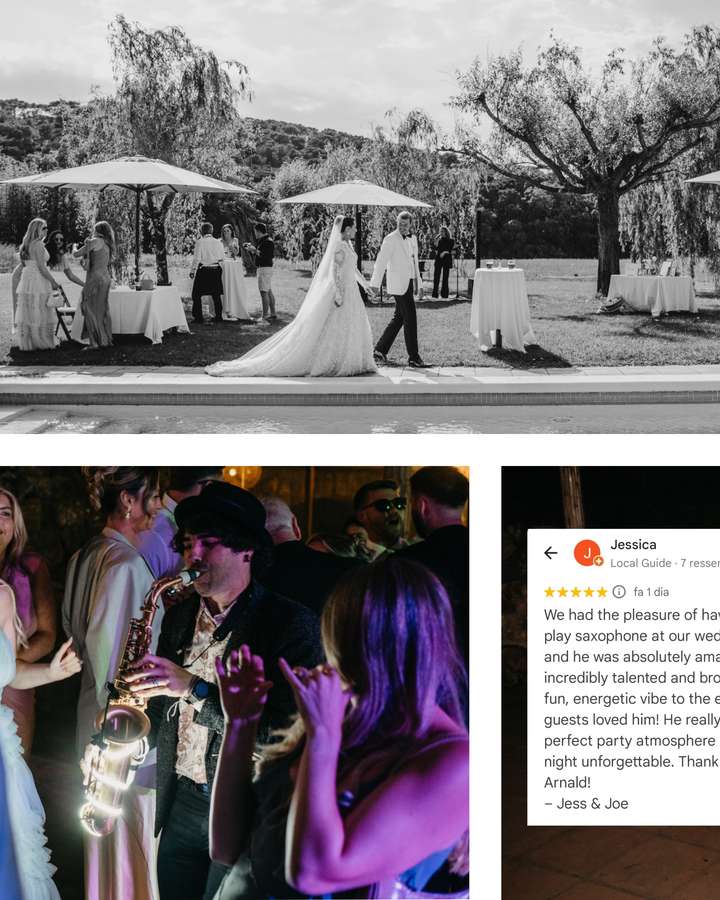 Jessica
Local Guide · 7
fa 1 dia
We had the pleasure of
play saxophone at our
and he was absolutely
incredibly talented and
fun, energetic vibe to the
guests loved him! He really
perfect party atmosphere
night unforgettable. Thank
Arnald!
– Jess & Joe